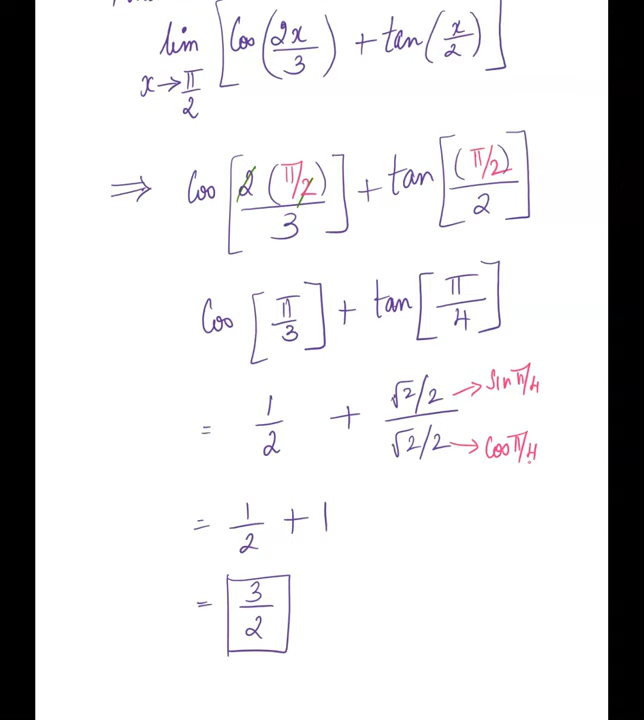 lim x→π/2 [Cos(2x/3) + tan(x/2)]
⇒ Cos[2(π/2)/3] + tan[(π/2)/2]
Cos[π/3] + tan[π/4]
= 1/2 + (√2/2)/(√2/2) → Sin π/4 → Cos π/4
= 1/2 + 1
= 3/2